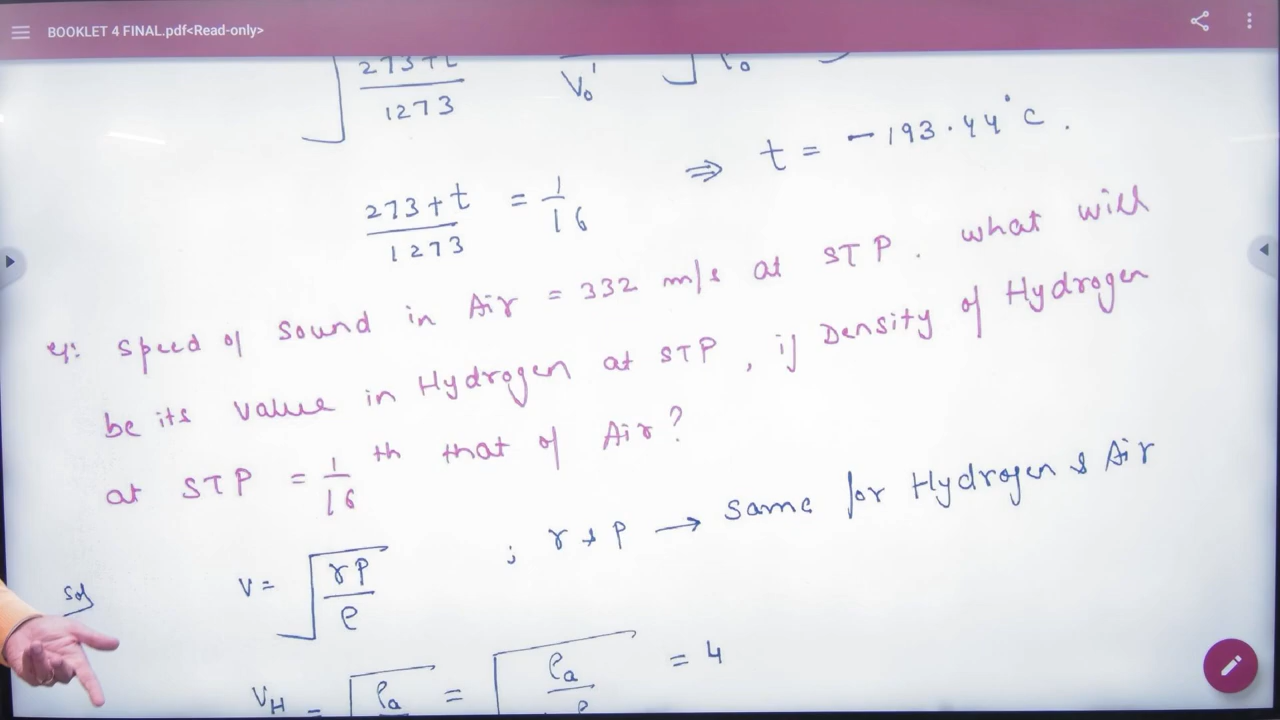 BOOKLET 4 FINAL.pdf<Read-only>
273+t
1273
V₀'
ρ₀
273+t / 1273 = 1/16 ⇒ t = -193.44°C.
eg: Speed of Sound in Air = 332 m/s at STP. what will
be its value in Hydrogen at STP, if Density of Hydrogen
at STP = 1/16 th that of Air?
Sol V = √(γP/ρ) ; γ & P → Same for Hydrogen & Air
V_H = √ρa = √ρa/ρ = 4